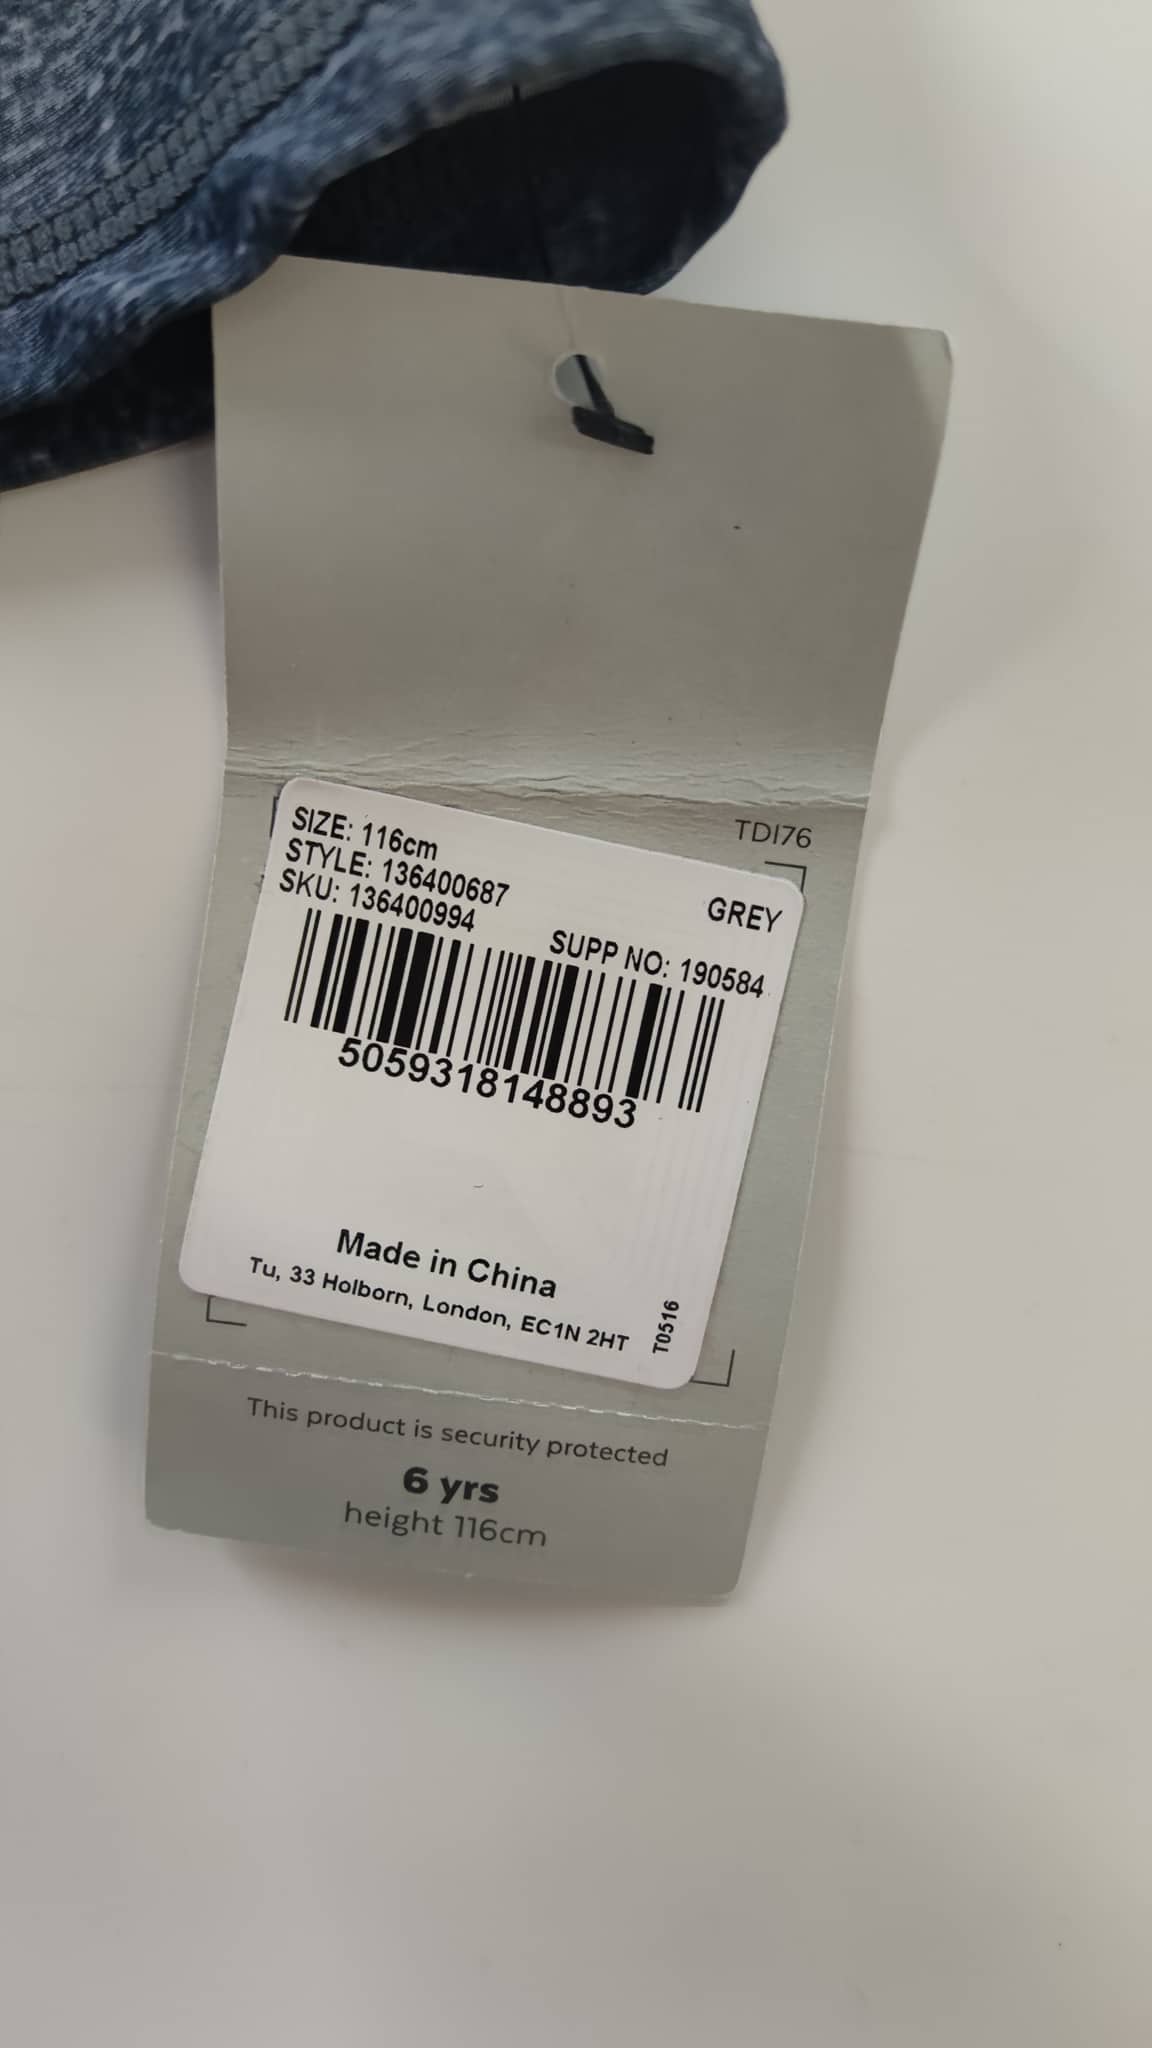 TDI76
SIZE: 116cm
STYLE: 136400687
GREY
SKU: 136400994
SUPP NO: 190584
5059318148893
Made in China
Tu, 33 Holborn, London, EC1N 2HT
T0516
This product is security protected
6 yrs
height 116cm